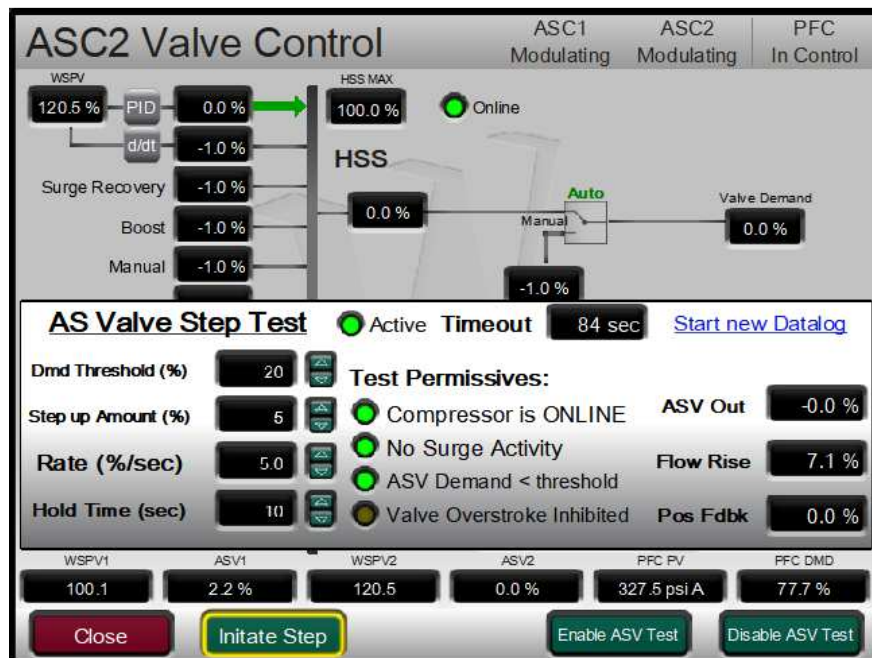 ASC2 Valve Control
ASC1 ASC2 PFC
Modulating Modulating In Control
WSPV HSS MAX
120.5 % PID 0.0 % 100.0 % Online
d/dt -1.0 %
HSS
Surge Recovery -1.0 %
Auto
Valve Demand
0.0 %
Boost -1.0 %
Manual
0.0 %
Manual -1.0 %
-1.0 %
AS Valve Step Test Active Timeout 84 sec Start new Datalog
Dmd Threshold (%) 20
Test Permissives:
Step up Amount (%) 5
Compressor is ONLINE
ASV Out -0.0 %
No Surge Activity
Rate (%/sec) 5.0
Flow Rise 7.1 %
ASV Demand < threshold
Hold Time (sec) 10
Valve Overstroke Inhibited
Pos Fdbk 0.0 %
WSPV1 ASV1 WSPV2 ASV2 PFC PV PFC DMD
100.1 2.2 % 120.5 0.0 % 327.5 psi A 77.7 %
Close Initate Step Enable ASV Test Disable ASV Test